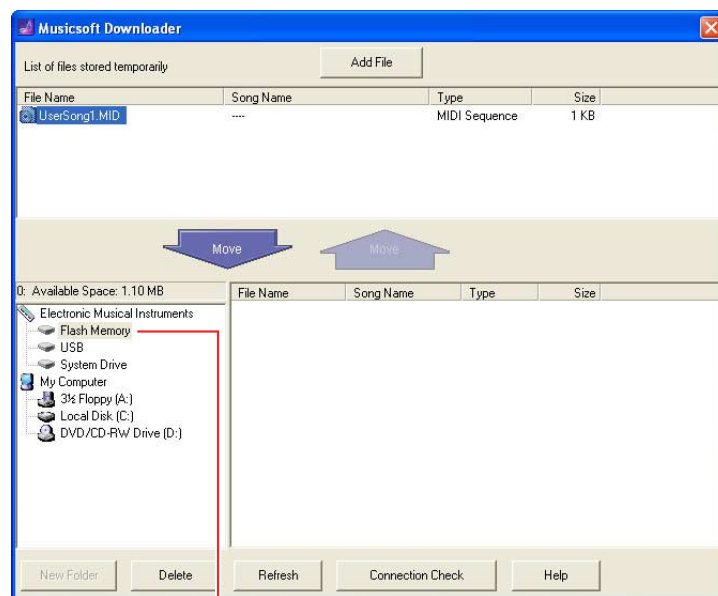 Musicsoft Downloader
List of files stored temporarily
Add File
File Name Song Name Type Size
UserSong1.MID ---- MIDI Sequence 1 KB
Move Move
0: Available Space: 1.10 MB
Electronic Musical Instruments
Flash Memory
USB
System Drive
My Computer
3½ Floppy (A:)
Local Disk (C:)
DVD/CD-RW Drive (D:)
File Name Song Name Type Size
New Folder Delete Refresh Connection Check Help